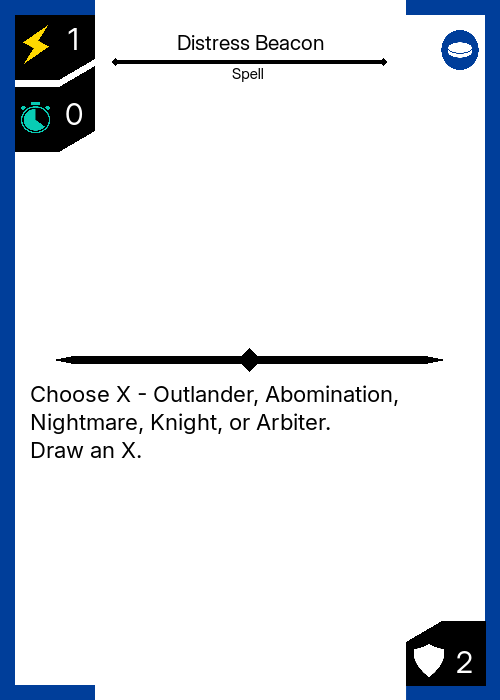 1
Distress Beacon
Spell
0
Choose X - Outlander, Abomination,
Nightmare, Knight, or Arbiter.
Draw an X.
2